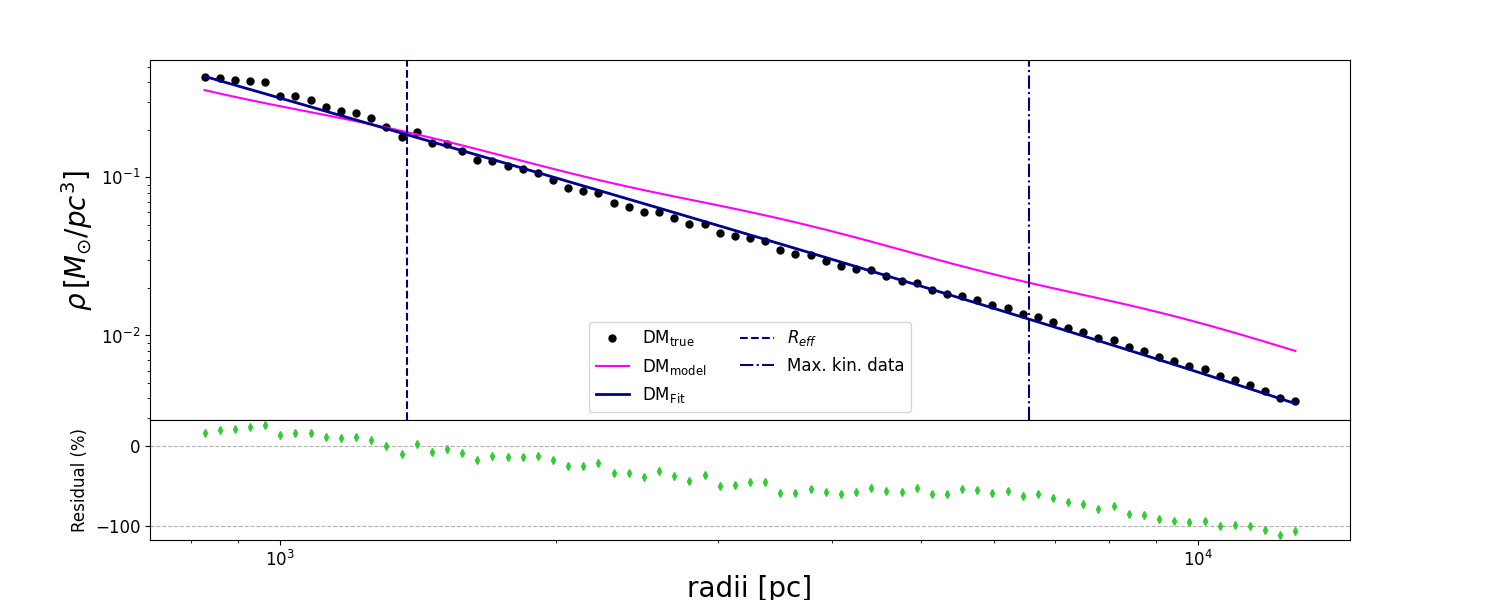 ρ [M⊙/pc³]
10⁻¹
10⁻²
DM_true
DM_model
DM_Fit
R_eff
Max. kin. data
Residual (%)
0
−100
10³
10⁴
radii [pc]